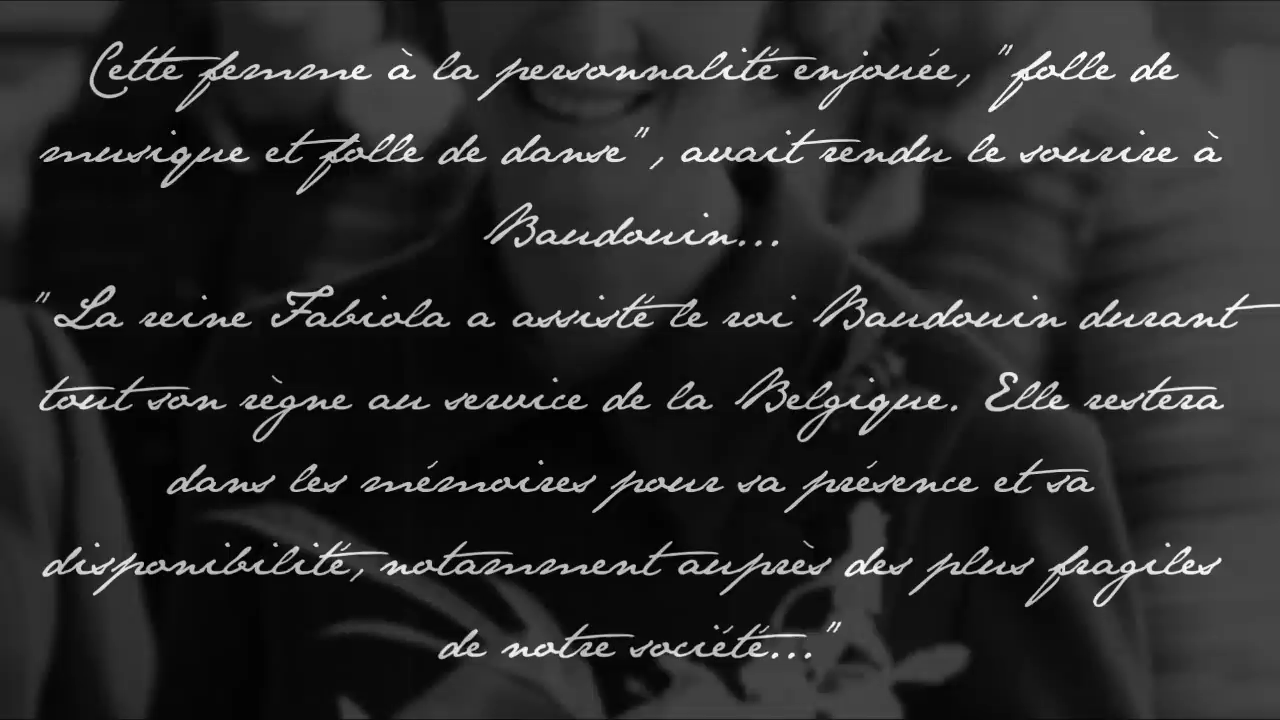 Cette femme à la personnalité enjouée, "folle de
musique et folle de danse", avait rendu le sourire à
Baudouin...
"La reine Fabiola a assisté le roi Baudouin durant
tout son règne au service de la Belgique. Elle restera
dans les mémoires pour sa présence et sa
disponibilité, notamment auprès des plus fragiles
de notre société..."